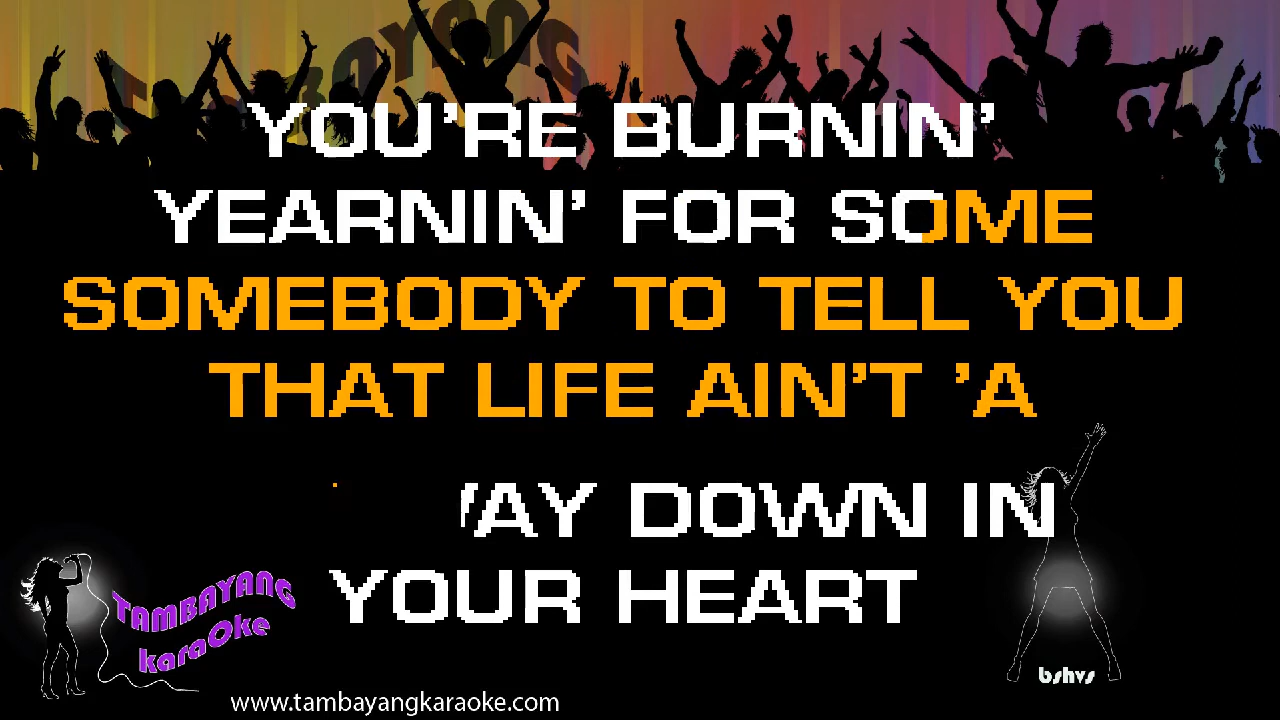 TAMBAYANG
YOU'RE BURNIN'
YEARNIN' FOR SOME
SOMEBODY TO TELL YOU
THAT LIFE AIN'T 'A
DOWN IN
YOUR HEART
TAMBAYANG
karaOke
bshvs
www.tambayangkaraoke.com